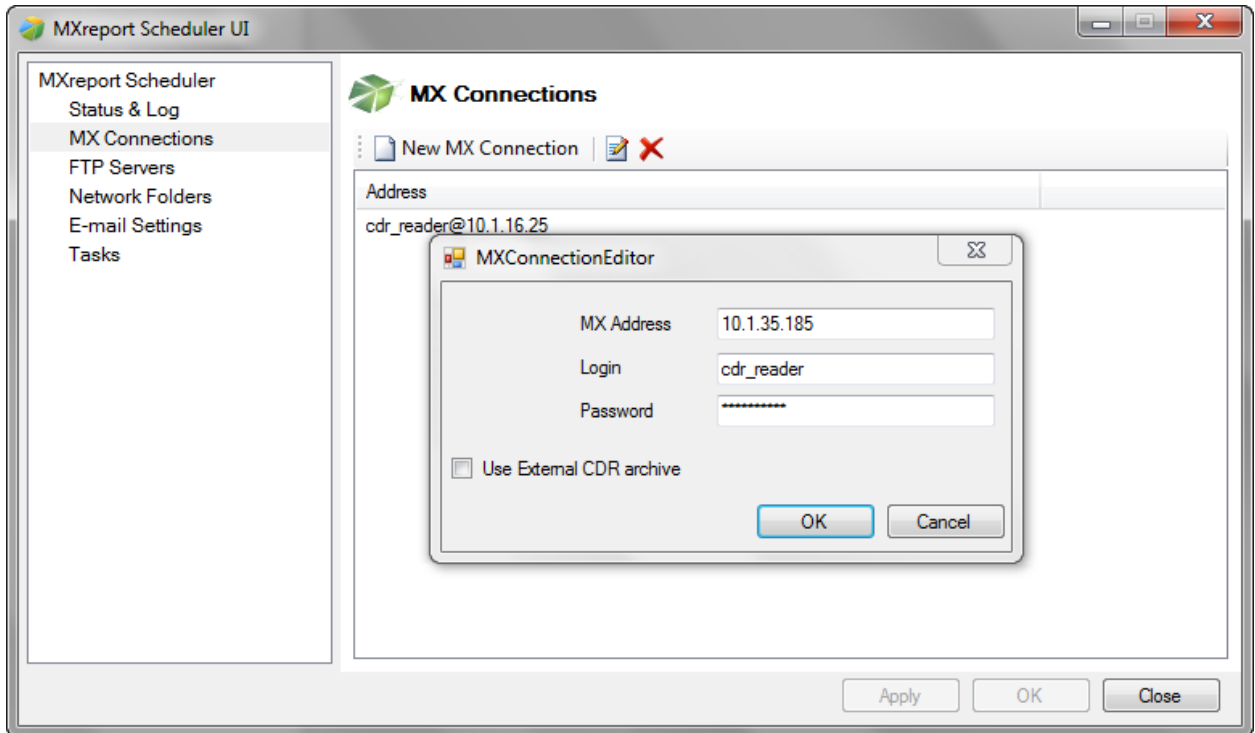 MXreport Scheduler UI
MXreport Scheduler
Status & Log
MX Connections
FTP Servers
Network Folders
E-mail Settings
Tasks
MX Connections
New MX Connection
Address
cdr_reader@10.1.16.25
MXConnectionEditor
MX Address 10.1.35.185
Login cdr_reader
Password **********
Use External CDR archive
OK Cancel
Apply OK Close